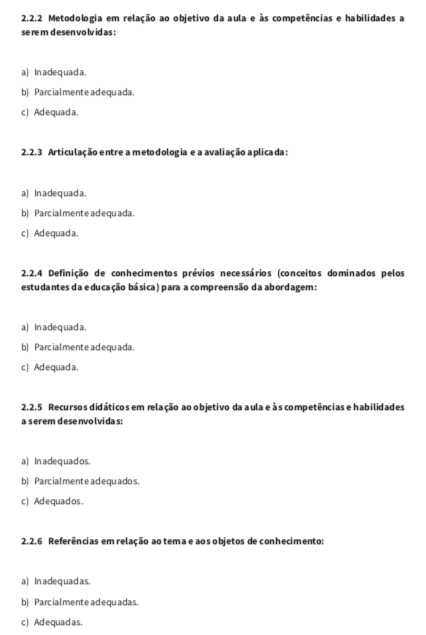 2.2.2 Metodologia em relação ao objetivo da aula e às competências e habilidades a
serem desenvolvidas:
a) Inadequada.
b) Parcialmente adequada.
c) Adequada.
2.2.3 Articulação entre a metodologia e a avaliação aplicada:
a) Inadequada.
b) Parcialmente adequada.
c) Adequada.
2.2.4 Definição de conhecimentos prévios necessários (conceitos dominados pelos
estudantes da educação básica) para a compreensão da abordagem:
a) Inadequada.
b) Parcialmente adequada.
c) Adequada.
2.2.5 Recursos didáticos em relação ao objetivo da aula e às competências e habilidades
a serem desenvolvidas:
a) Inadequados.
b) Parcialmente adequados.
c) Adequados.
2.2.6 Referências em relação ao tema e aos objetos de conhecimento:
a) Inadequadas.
b) Parcialmente adequadas.
c) Adequadas.